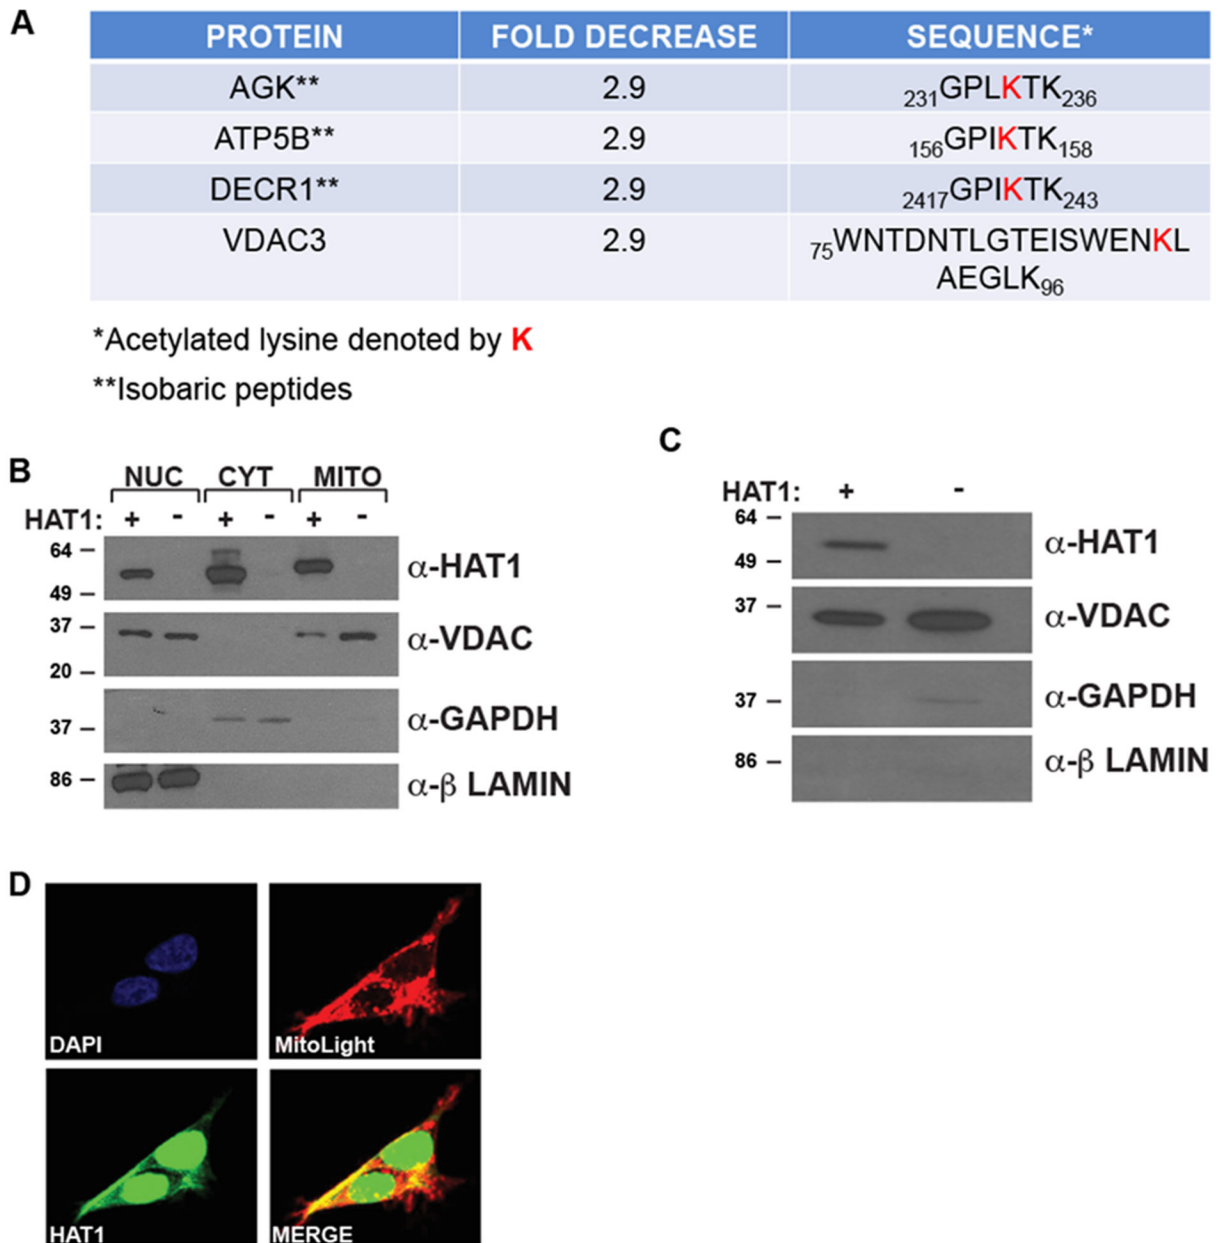 A
PROTEIN FOLD DECREASE SEQUENCE*
AGK** 2.9 231GPLKTK236
ATP5B** 2.9 156GPIKTK158
DECR1** 2.9 2417GPIKTK243
VDAC3 2.9 75WNTDNTLGTEISWENKL
AEGLK96
*Acetylated lysine denoted by K
**Isobaric peptides
B
NUC CYT MITO
HAT1: + - + - + -
64
49
α-HAT1
37
20
α-VDAC
37
α-GAPDH
86
α-β LAMIN
C
HAT1: + -
64
49
α-HAT1
37
α-VDAC
37
α-GAPDH
86
α-β LAMIN
D
DAPI
MitoLight
HAT1
MERGE